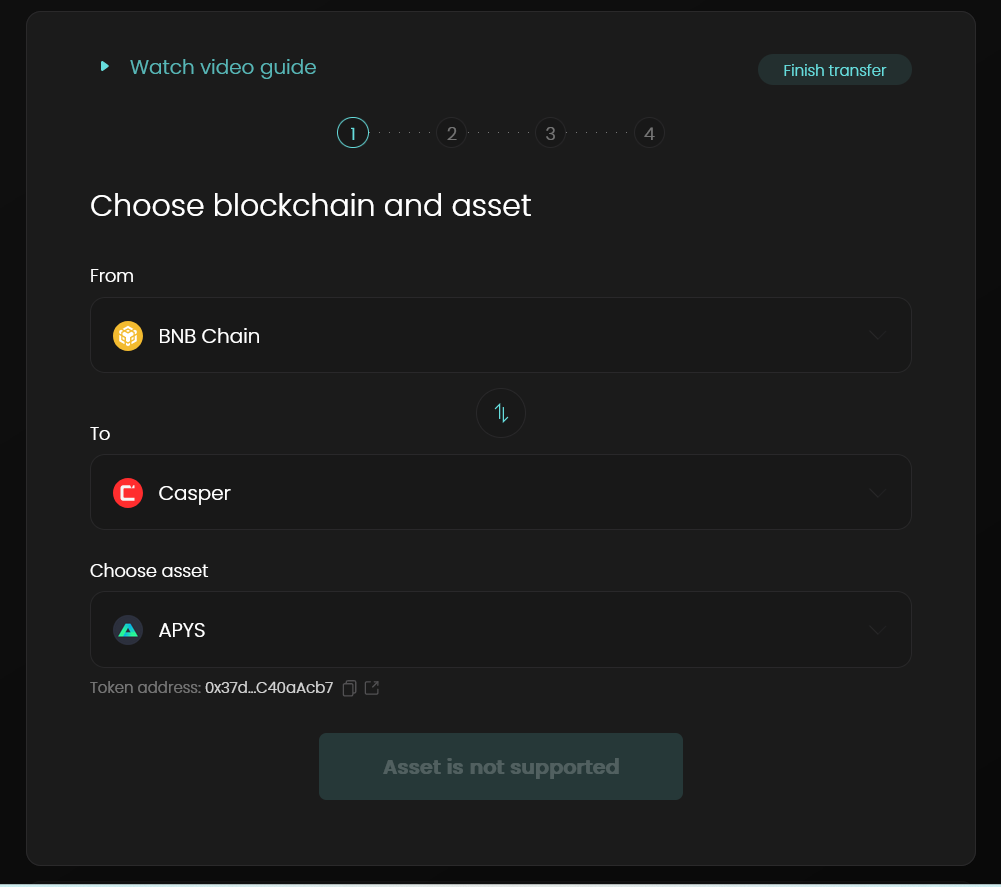 Watch video guide
Finish transfer
1 2 3 4
Choose blockchain and asset
From
BNB Chain
To
Casper
Choose asset
APYS
Token address: 0x37d...C40aAcb7
Asset is not supported